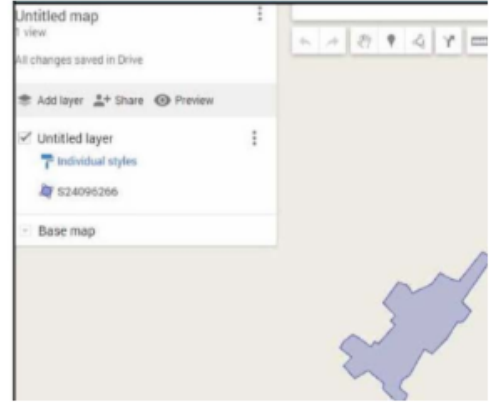 Untitled map
1 view
All changes saved in Drive
Add layer Share Preview
Untitled layer
Individual styles
S24096266
Base map